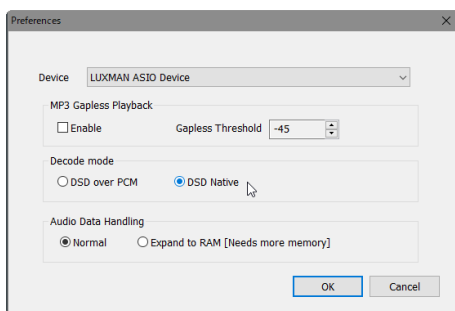 Preferences
Device LUXMAN ASIO Device
MP3 Gapless Playback
Enable Gapless Threshold -45
Decode mode
DSD over PCM DSD Native
Audio Data Handling
Normal Expand to RAM [Needs more memory]
OK Cancel